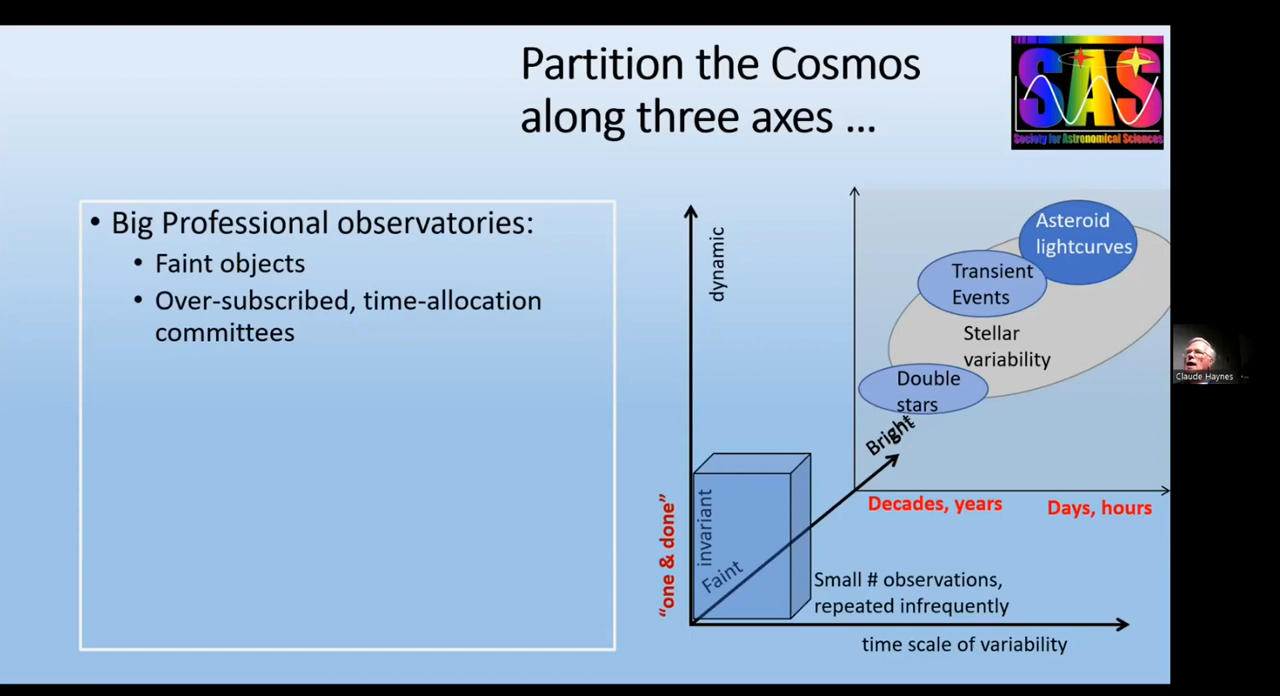 Partition the Cosmos
along three axes ...
SAS
Society for Astronomical Sciences
• Big Professional observatories:
• Faint objects
• Over-subscribed, time-allocation
committees
dynamic
"one & done"
invariant
Faint
Bright
Asteroid
lightcurves
Transient
Events
Stellar
variability
Double
stars
Decades, years
Days, hours
Small # observations,
repeated infrequently
time scale of variability
Claude Haynes